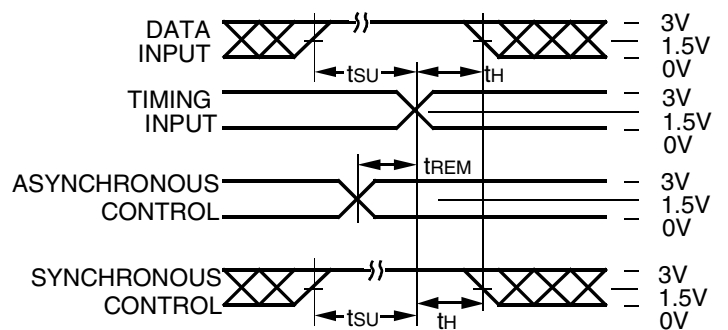 DATA
INPUT
3V
1.5V
0V
tSU
tH
TIMING
INPUT
3V
1.5V
0V
tREM
ASYNCHRONOUS
CONTROL
3V
1.5V
0V
SYNCHRONOUS
CONTROL
3V
1.5V
0V
tSU
tH